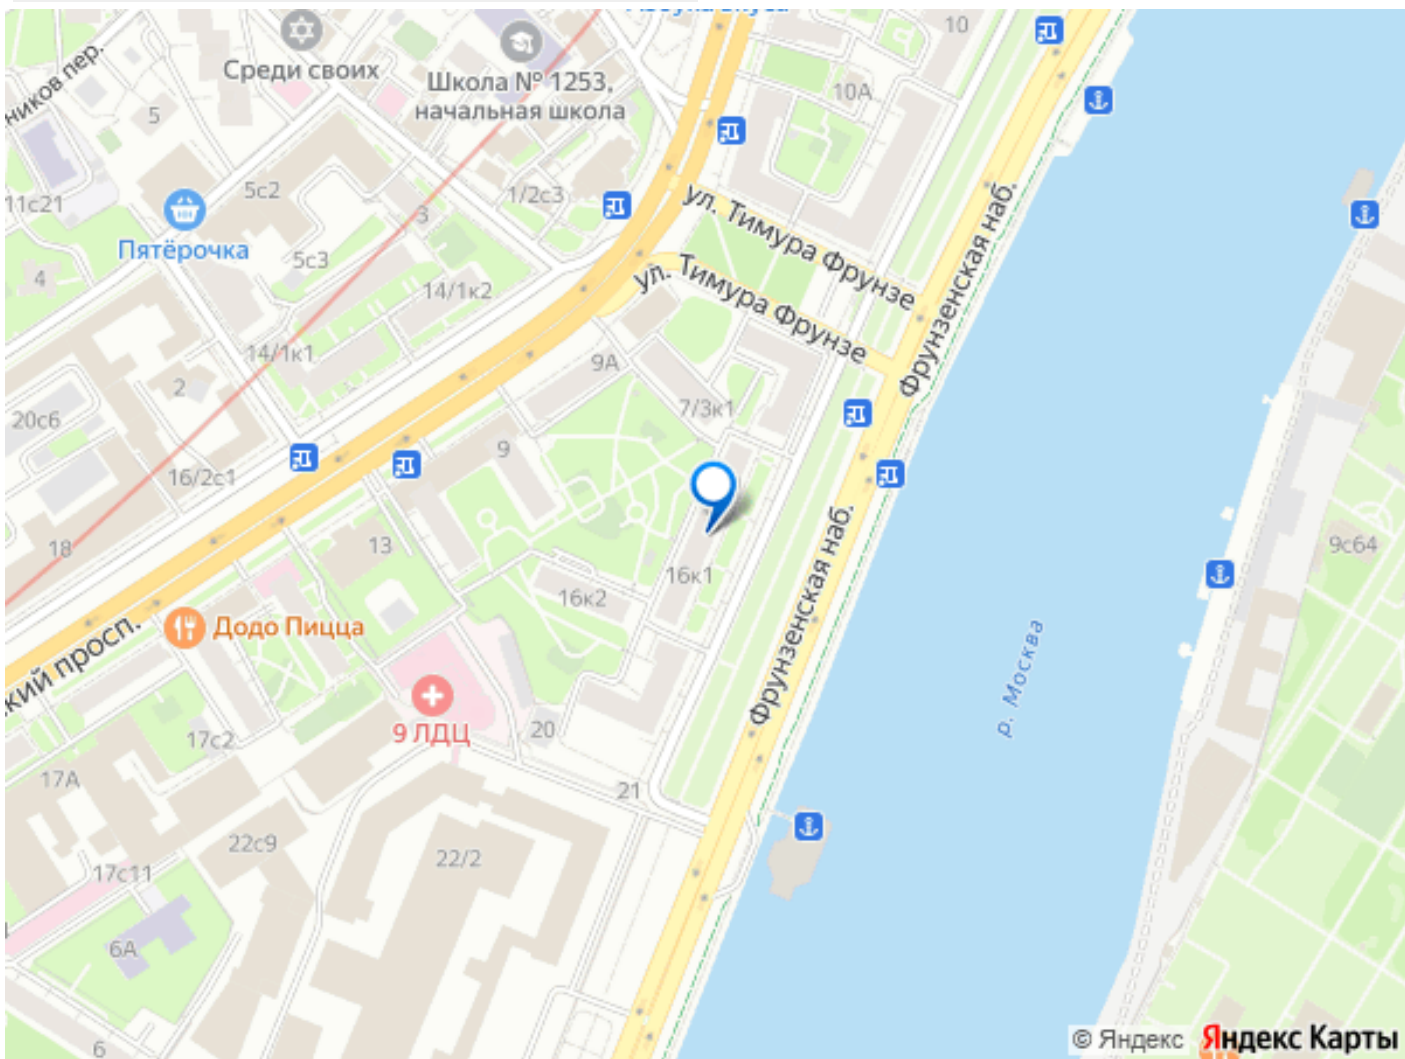 10
Среди своих
Школа № 1253,
начальная школа
ников пер.
10А
5
5с2
1/2с3
3
11с21
Пятёрочка
ул. Тимура Фрунзе
Фрунзенская наб.
5с3
4
14/1к2
ул. Тимура Фрунзе
14/1к1
9А
2
7/3к1
20с6
9
16/2с1
18
13
16к1
16к2
Фрунзенская наб.
9с64
Додо Пицца
кий просп.
р. Москва
9 ЛДЦ
20
17с2
17А
21
22с9
22/2
17с11
6А
6
© Яндекс Яндекс Карты